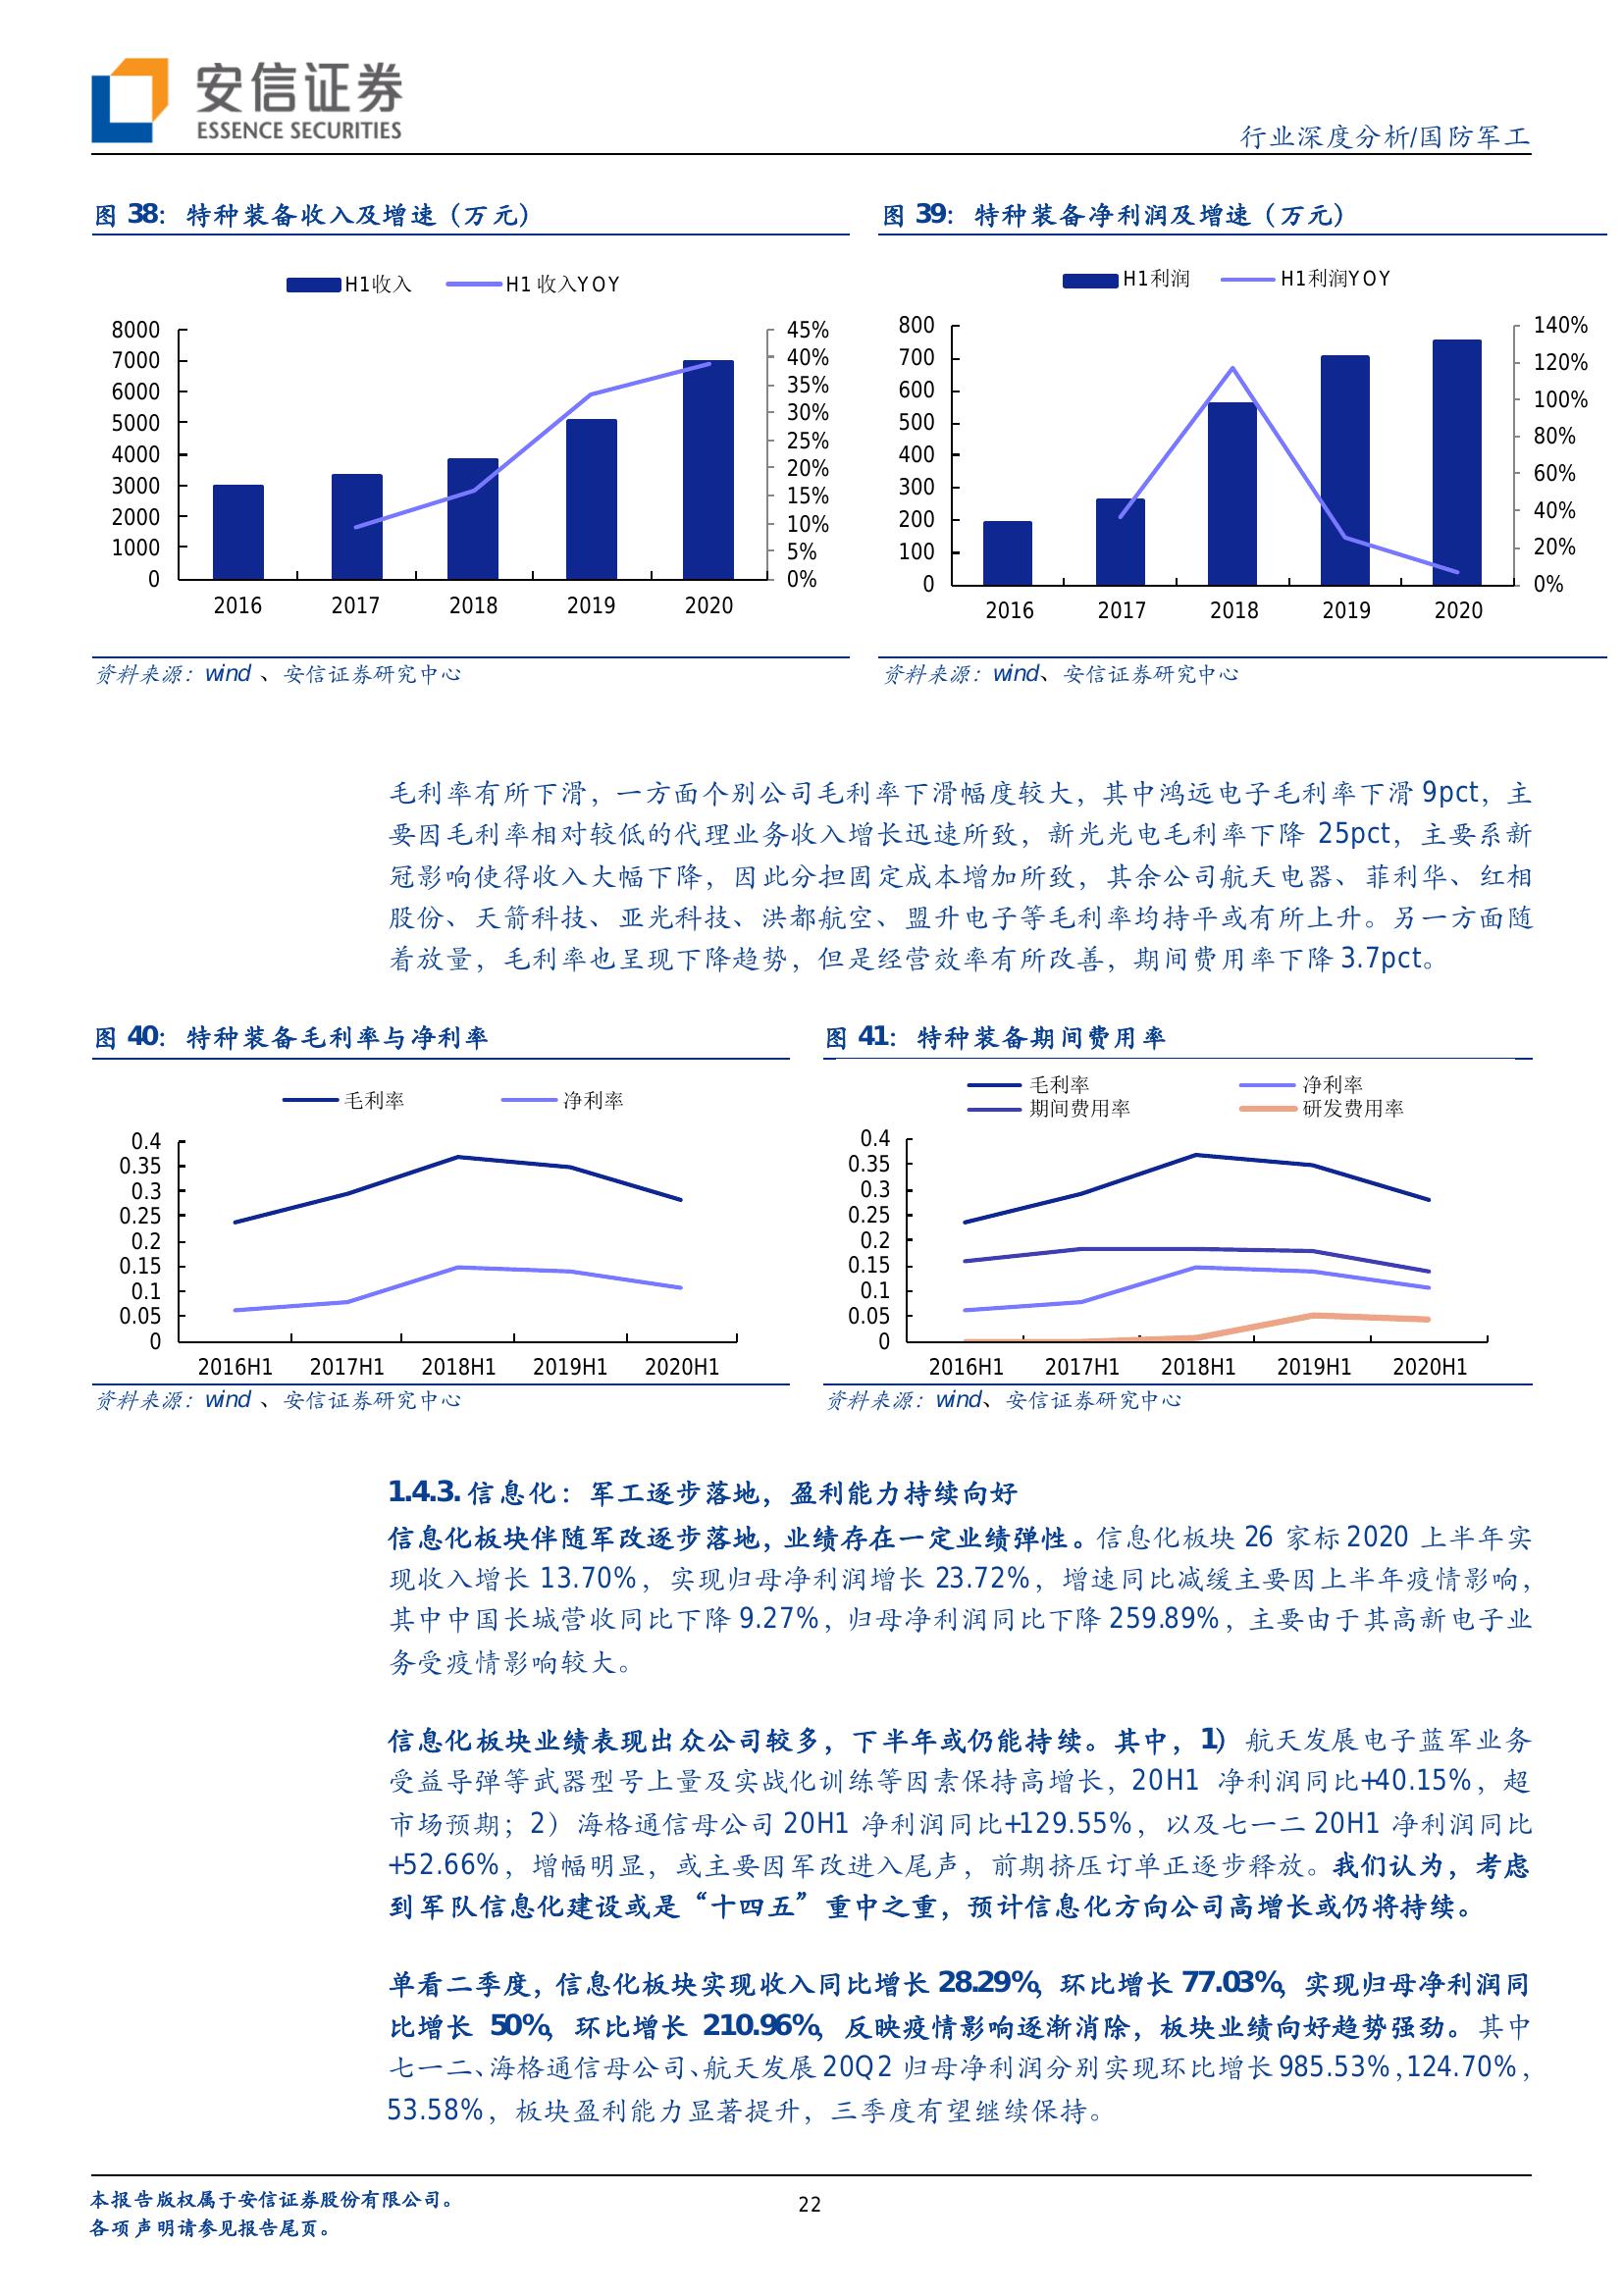 安信证券
ESSENCE SECURITIES
行业深度分析/国防军工
图 38：特种装备收入及增速（万元）
H1收入
H1 收入YOY
8000
7000
6000
5000
4000
3000
2000
1000
0
45%
40%
35%
30%
25%
20%
15%
10%
5%
0%
2016 2017 2018 2019 2020
资料来源：wind 、安信证券研究中心
图 39：特种装备净利润及增速（万元）
H1利润
H1利润YOY
800
700
600
500
400
300
200
100
0
140%
120%
100%
80%
60%
40%
20%
0%
2016 2017 2018 2019 2020
资料来源：wind、安信证券研究中心
毛利率有所下滑，一方面个别公司毛利率下滑幅度较大，其中鸿远电子毛利率下滑 9pct，主
要因毛利率相对较低的代理业务收入增长迅速所致，新光光电毛利率下降 25pct，主要系新
冠影响使得收入大幅下降，因此分担固定成本增加所致，其余公司航天电器、菲利华、红相
股份、天箭科技、亚光科技、洪都航空、盟升电子等毛利率均持平或有所上升。另一方面随
着放量，毛利率也呈现下降趋势，但是经营效率有所改善，期间费用率下降 3.7pct。
图 40：特种装备毛利率与净利率
毛利率
净利率
0.4
0.35
0.3
0.25
0.2
0.15
0.1
0.05
0
2016H1 2017H1 2018H1 2019H1 2020H1
资料来源：wind 、安信证券研究中心
图 41：特种装备期间费用率
毛利率
净利率
期间费用率
研发费用率
0.4
0.35
0.3
0.25
0.2
0.15
0.1
0.05
0
2016H1 2017H1 2018H1 2019H1 2020H1
资料来源：wind、安信证券研究中心
1.4.3. 信息化：军工逐步落地，盈利能力持续向好
信息化板块伴随军改逐步落地，业绩存在一定业绩弹性。信息化板块 26 家标 2020 上半年实
现收入增长 13.70%，实现归母净利润增长 23.72%，增速同比减缓主要因上半年疫情影响，
其中中国长城营收同比下降 9.27%，归母净利润同比下降 259.89%，主要由于其高新电子业
务受疫情影响较大。
信息化板块业绩表现出众公司较多，下半年或仍能持续。其中，1）航天发展电子蓝军业务
受益导弹等武器型号上量及实战化训练等因素保持高增长，20H1 净利润同比+40.15%，超
市场预期；2）海格通信母公司 20H1 净利润同比+129.55%，以及七一二 20H1 净利润同比
+52.66%，增幅明显，或主要因军改进入尾声，前期挤压订单正逐步释放。我们认为，考虑
到军队信息化建设或是“十四五”重中之重，预计信息化方向公司高增长或仍将持续。
单看二季度，信息化板块实现收入同比增长 28.29%，环比增长 77.03%，实现归母净利润同
比增长 50%，环比增长 210.96%，反映疫情影响逐渐消除，板块业绩向好趋势强劲。其中
七一二、海格通信母公司、航天发展 20Q2 归母净利润分别实现环比增长 985.53%，124.70%，
53.58%，板块盈利能力显著提升，三季度有望继续保持。
本报告版权属于安信证券股份有限公司。
各项声明请参见报告尾页。
22